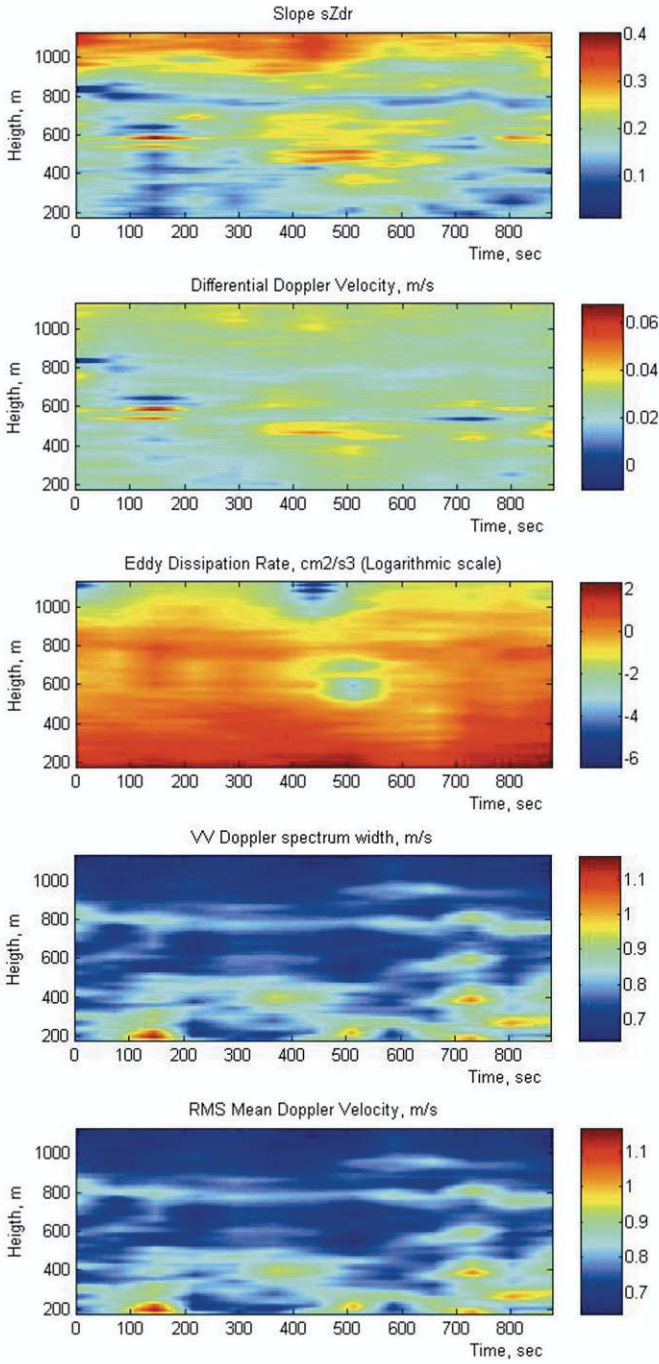 Slope sZdr
1000
800
600
400
200
Heigth, m
0 100 200 300 400 500 600 700 800
Time, sec
0.4
0.3
0.2
0.1
Differential Doppler Velocity, m/s
1000
800
600
400
200
Heigth, m
0 100 200 300 400 500 600 700 800
Time, sec
0.06
0.04
0.02
0
Eddy Dissipation Rate, cm2/s3 (Logarithmic scale)
1000
800
600
400
200
Heigth, m
0 100 200 300 400 500 600 700 800
Time, sec
2
0
-2
-4
-6
VV Doppler spectrum width, m/s
1000
800
600
400
200
Heigth, m
0 100 200 300 400 500 600 700 800
Time, sec
1.1
1
0.9
0.8
0.7
RMS Mean Doppler Velocity, m/s
1000
800
600
400
200
Heigth, m
0 100 200 300 400 500 600 700 800
Time, sec
1.1
1
0.9
0.8
0.7